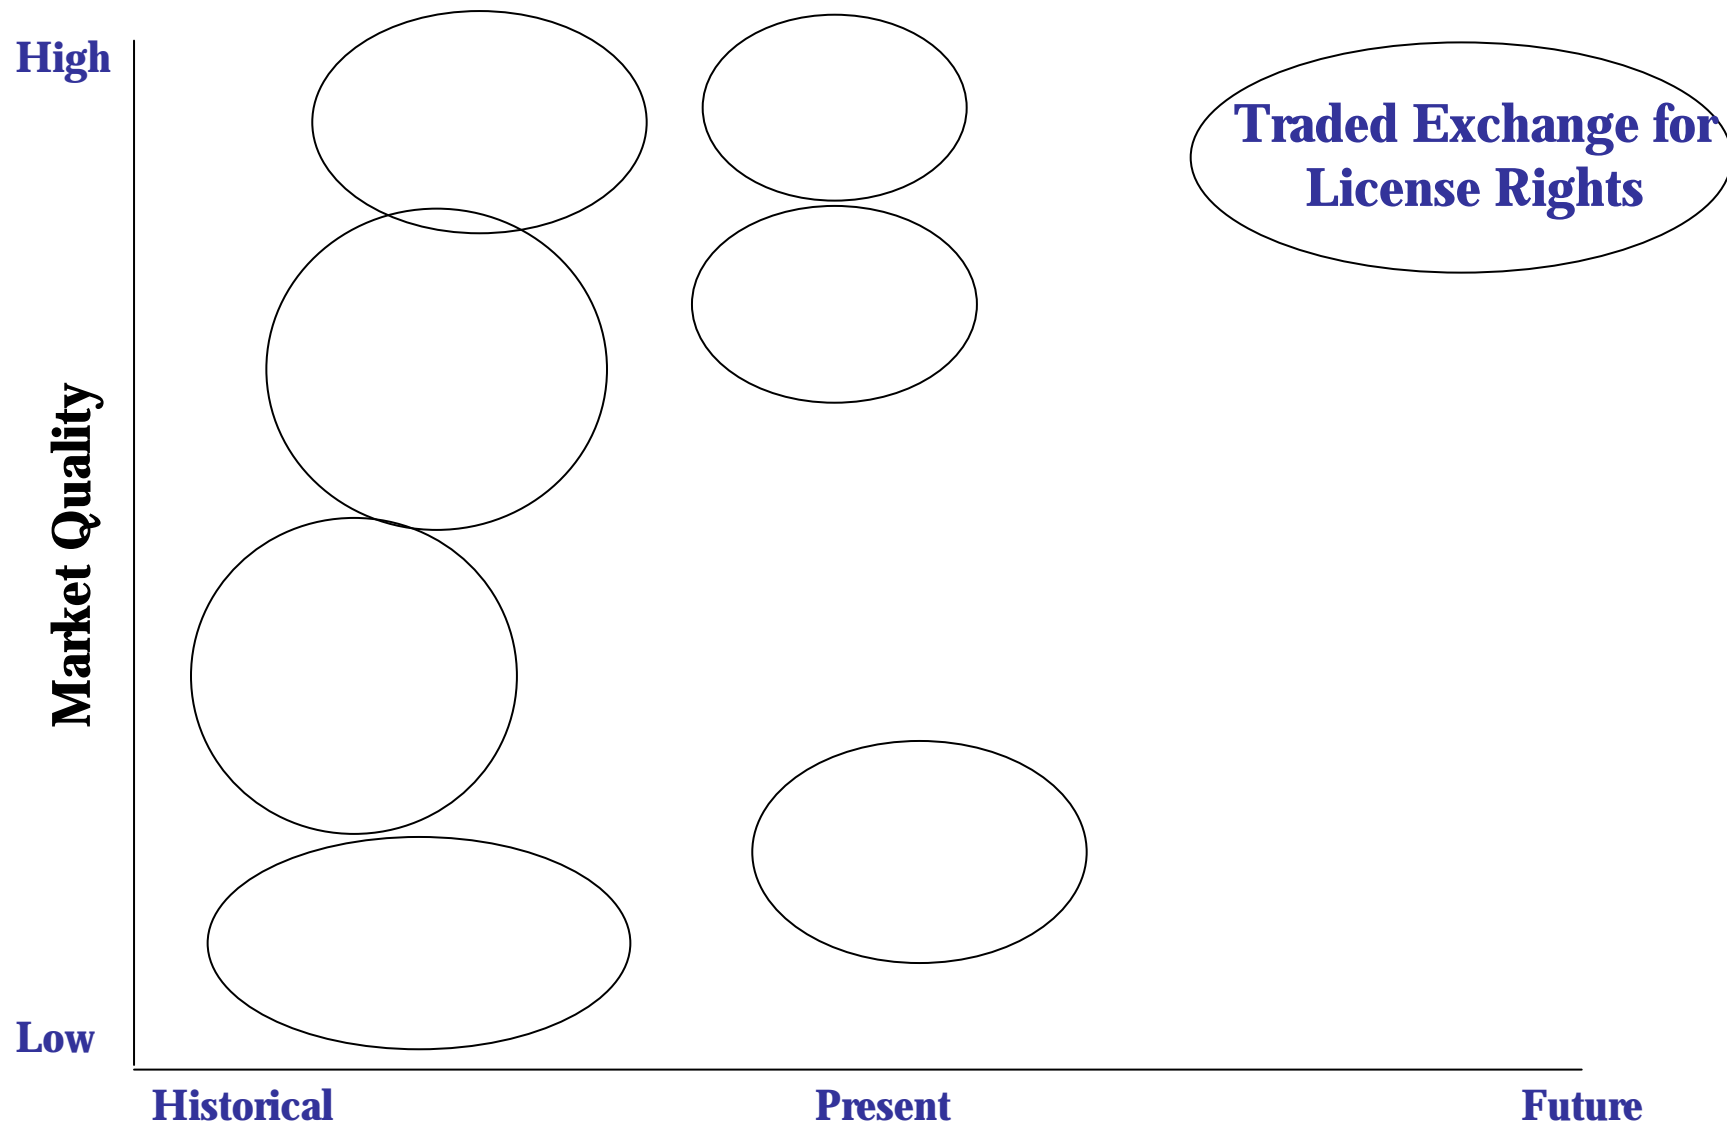 High
Traded Exchange for
License Rights
Market Quality
Low
Historical
Present
Future